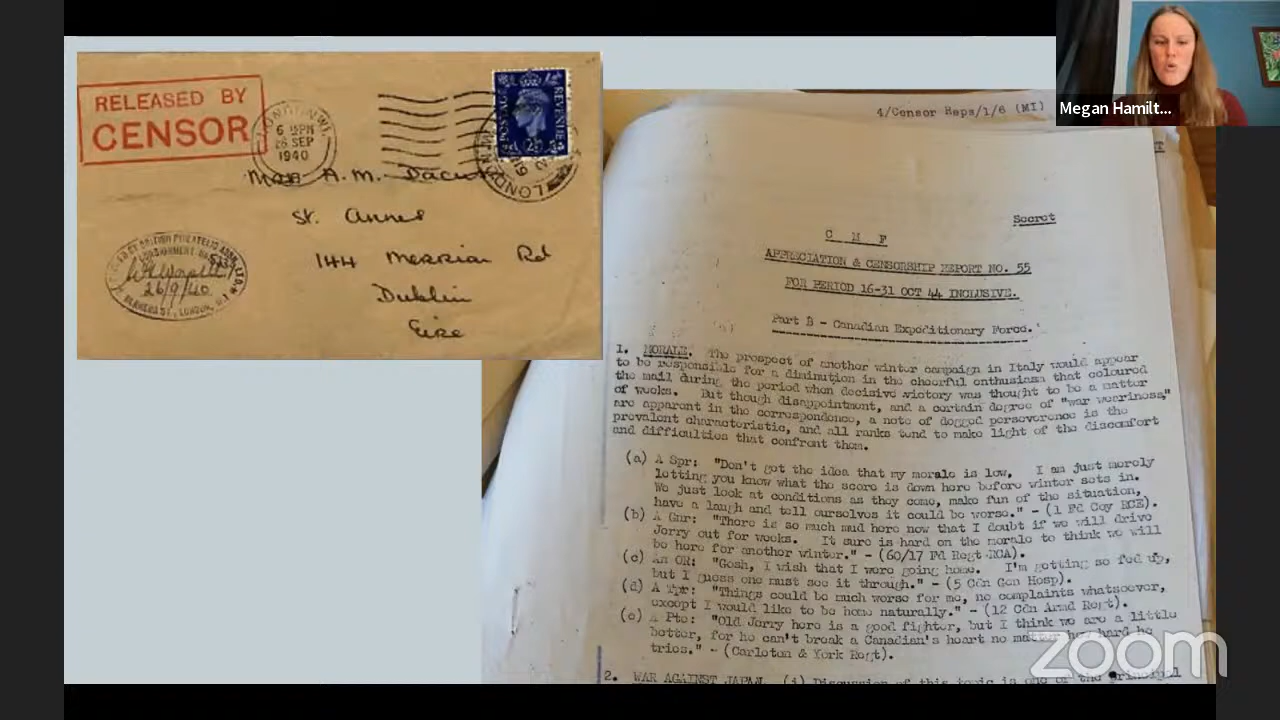 RELEASED BY
CENSOR
LONDON N.W.1.
6 15PM
26 SEP
1940
POSTAGE
REVENUE
A.M.
St. Annes
144 Merrion Rd
Dublin
Eire
26/9/40
4/Censor Reps/1/6 (MI)
Secret
C M F
APPRECIATION & CENSORSHIP REPORT NO. 55
FOR PERIOD 16-31 OCT 44 INCLUSIVE.
Part B - Canadian Expeditionary Force.
1. MORALE. The prospect of another winter campaign in Italy would appear
to be responsible for a diminution in the cheerful enthusiasm that coloured
the mail during the period when decisive victory was thought to be a matter
of weeks. But though disappointment, and a certain degree of "war weariness,"
are apparent in the correspondence, a note of dogged perseverence is the
prevalent characteristic, and all ranks tend to make light of the discomfort
and difficulties that confront them.
(a) A Spr: "Don't get the idea that my morale is low. I am just merely
letting you know what the score is down here before winter sets in.
We just look at conditions as they come, make fun of the situation,
have a laugh and tell ourselves it could be worse." - (1 Fd Coy RCE).
(b) A Gnr: "There is so much mud here now that I doubt if we will drive
Jerry out for weeks. It sure is hard on the morale to think we will
be here for another winter." - (60/17 Fd Regt RCA).
(c) An OR: "Gosh, I wish that I were going home. I'm getting so fed up,
but I guess one must see it through." - (5 Cdn Gen Hosp).
(d) A Tpr: "Things could be much worse for me, no complaints whatsoever,
except I would like to be home naturally." - (12 Cdn Armd Regt).
(e) A Pte: "Old Jerry here is a good fighter, but I think we are a little
better, for he can't break a Canadian's heart no matter how hard he
tries." - (Carleton & York Regt).
2. WAR AGAINST JAPAN. (i) Discussion of this topic is one of the principal
Megan Hamilt...
zoom